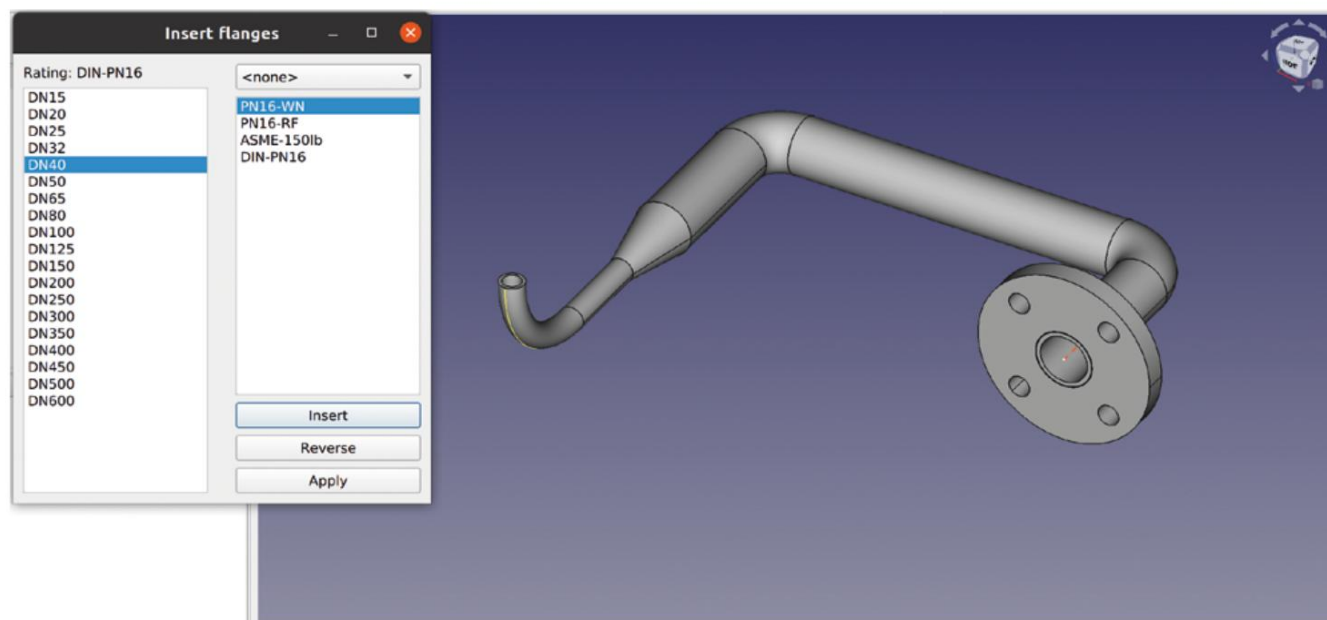 Insert flanges
Rating: DIN-PN16
<none>
DN15
DN20
DN25
DN32
DN40
DN50
DN65
DN80
DN100
DN125
DN150
DN200
DN250
DN300
DN350
DN400
DN450
DN500
DN600
PN16-WN
PN16-RF
ASME-150lb
DIN-PN16
Insert
Reverse
Apply